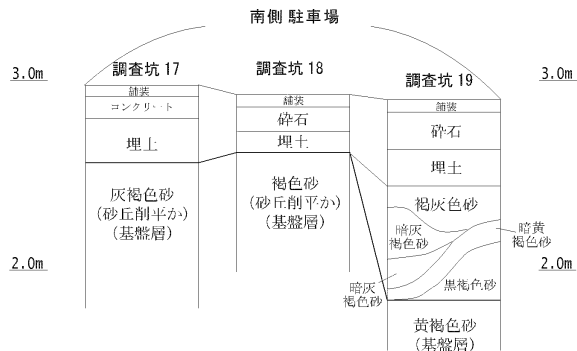 南側 駐車場
3.0m
3.0m
調査坑 17
調査坑 18
調査坑 19
舗装
コンクリート
埋土
灰褐色砂
(砂丘削平か)
(基盤層)
舗装
砕石
埋土
褐色砂
(砂丘削平か)
(基盤層)
舗装
砕石
埋土
褐灰色砂
暗灰
褐色砂
暗黄
褐色砂
2.0m
2.0m
暗灰
褐色砂
黒褐色砂
黄褐色砂
(基盤層)